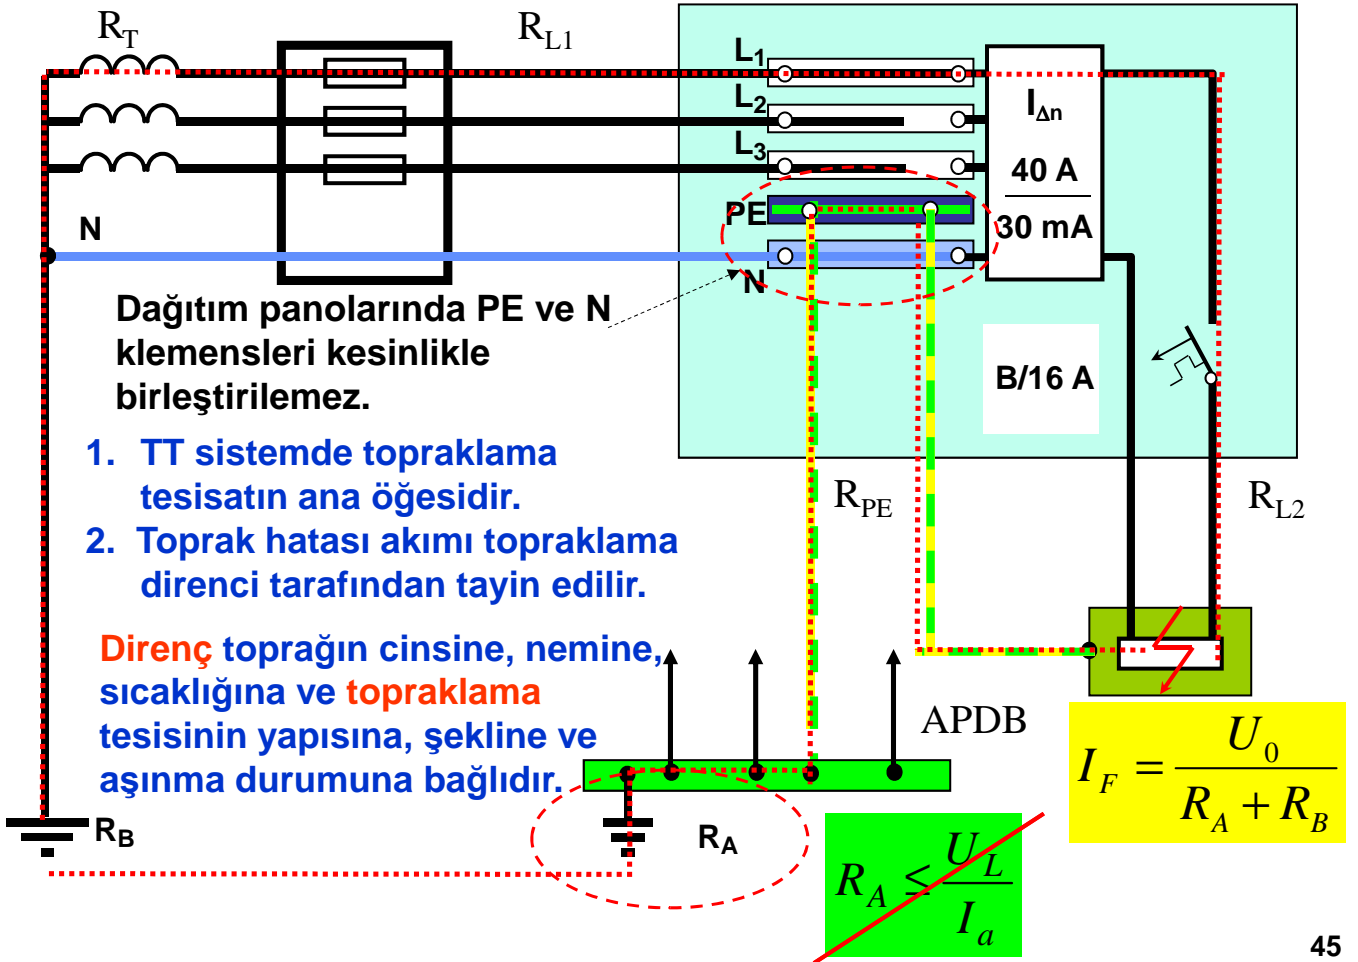 R_T
R_L1
L1
L2
L3
PE
N
N
I_Δn
40 A
30 mA
B/16 A
Dağıtım panolarında PE ve N
klemensleri kesinlikle
birleştirilemez.
1. TT sistemde topraklama
tesisatın ana öğesidir.
2. Toprak hatası akımı topraklama
direnci tarafından tayin edilir.
Direnç toprağın cinsine, nemine,
sıcaklığına ve topraklama
tesisinin yapısına, şekline ve
aşınma durumuna bağlıdır.
R_PE
R_L2
APDB
R_B
R_A
I_F = U_0 / (R_A + R_B)
R_A ≤ U_L / I_a
45